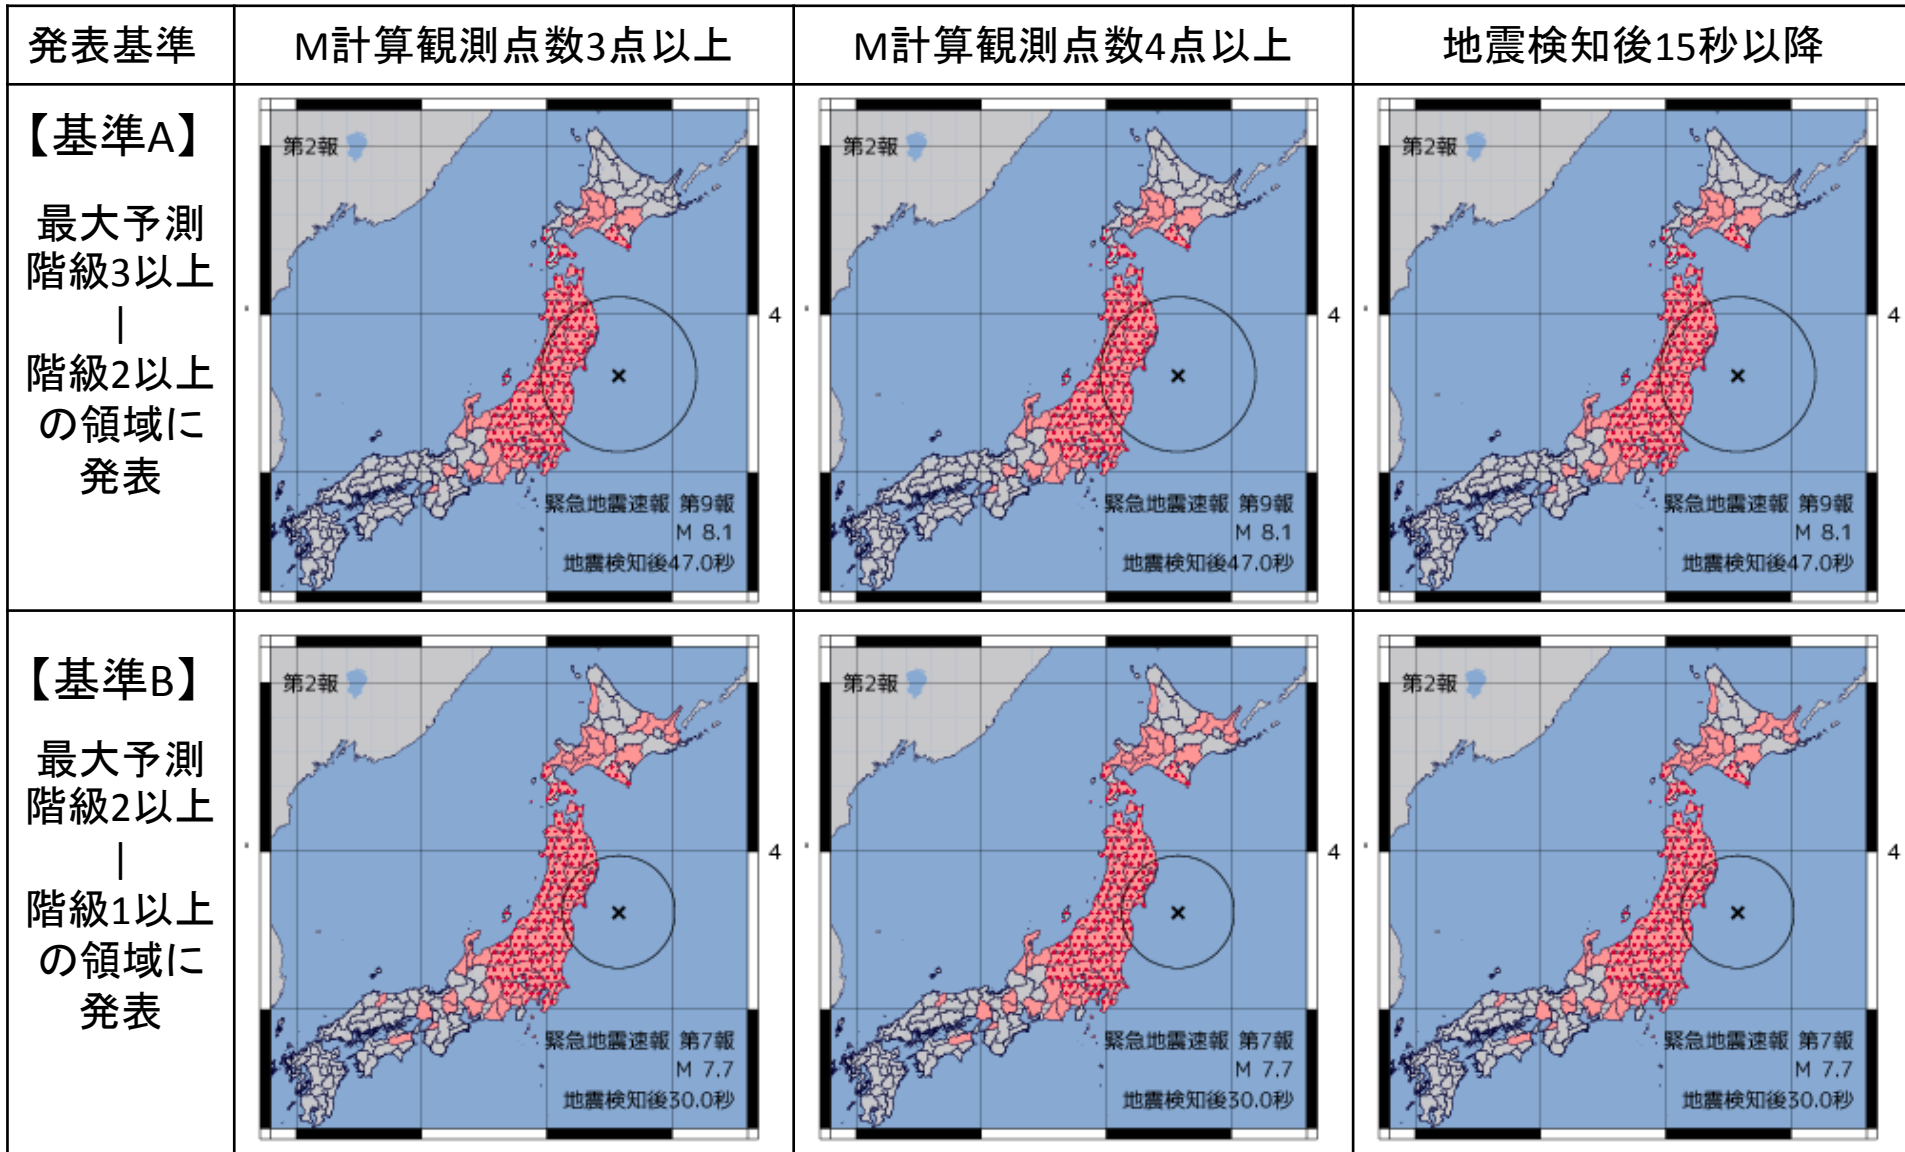 発表基準
M計算観測点数3点以上
M計算観測点数4点以上
地震検知後15秒以降
【基準A】
最大予測
階級3以上
|
階級2以上
の領域に
発表
第2報
4
緊急地震速報 第9報
M 8.1
地震検知後47.0秒
第2報
4
緊急地震速報 第9報
M 8.1
地震検知後47.0秒
第2報
4
緊急地震速報 第9報
M 8.1
地震検知後47.0秒
【基準B】
最大予測
階級2以上
|
階級1以上
の領域に
発表
第2報
4
緊急地震速報 第7報
M 7.7
地震検知後30.0秒
第2報
4
緊急地震速報 第7報
M 7.7
地震検知後30.0秒
第2報
4
緊急地震速報 第7報
M 7.7
地震検知後30.0秒